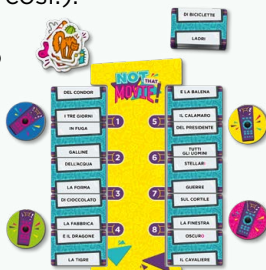 così!).
DI BICICLETTE
LADRI
NOT
THAT
MOVIE!
DEL CONDOR
I TRE GIORNI
IN FUGA
1
GALLINE
DELL'ACQUA
2
LA FORMA
DI CIOCCOLATO
3
LA FABBRICA
E IL DRAGONE
4
LA TIGRE
E LA BALENA
IL CALAMARO
5
DEL PRESIDENTE
TUTTI
GLI UOMINI
6
STELLARI
GUERRE
7
SUL CORTILE
LA FINESTRA
8
OSCURO
IL CAVALIERE